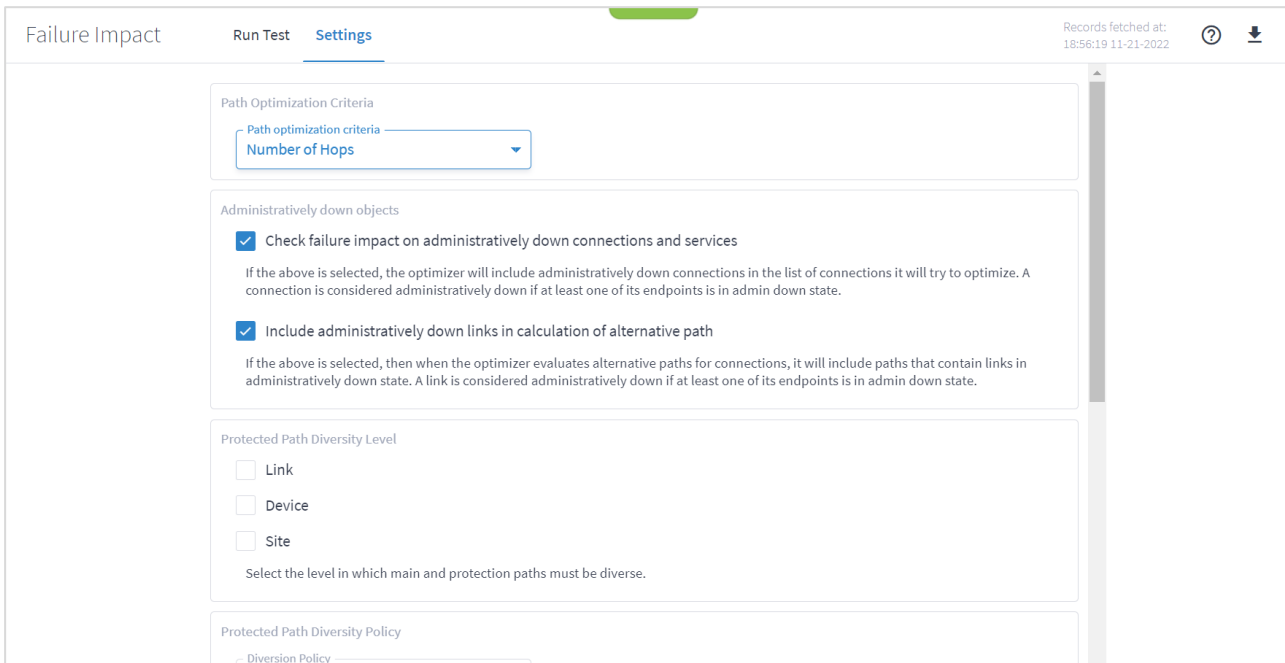 Failure Impact
Run Test
Settings
Records fetched at:
18:56:19 11-21-2022
Path Optimization Criteria
Path optimization criteria
Number of Hops
Administratively down objects
Check failure impact on administratively down connections and services
If the above is selected, the optimizer will include administratively down connections in the list of connections it will try to optimize. A
connection is considered administratively down if at least one of its endpoints is in admin down state.
Include administratively down links in calculation of alternative path
If the above is selected, then when the optimizer evaluates alternative paths for connections, it will include paths that contain links in
administratively down state. A link is considered administratively down if at least one of its endpoints is in admin down state.
Protected Path Diversity Level
Link
Device
Site
Select the level in which main and protection paths must be diverse.
Protected Path Diversity Policy
Diversion Policy